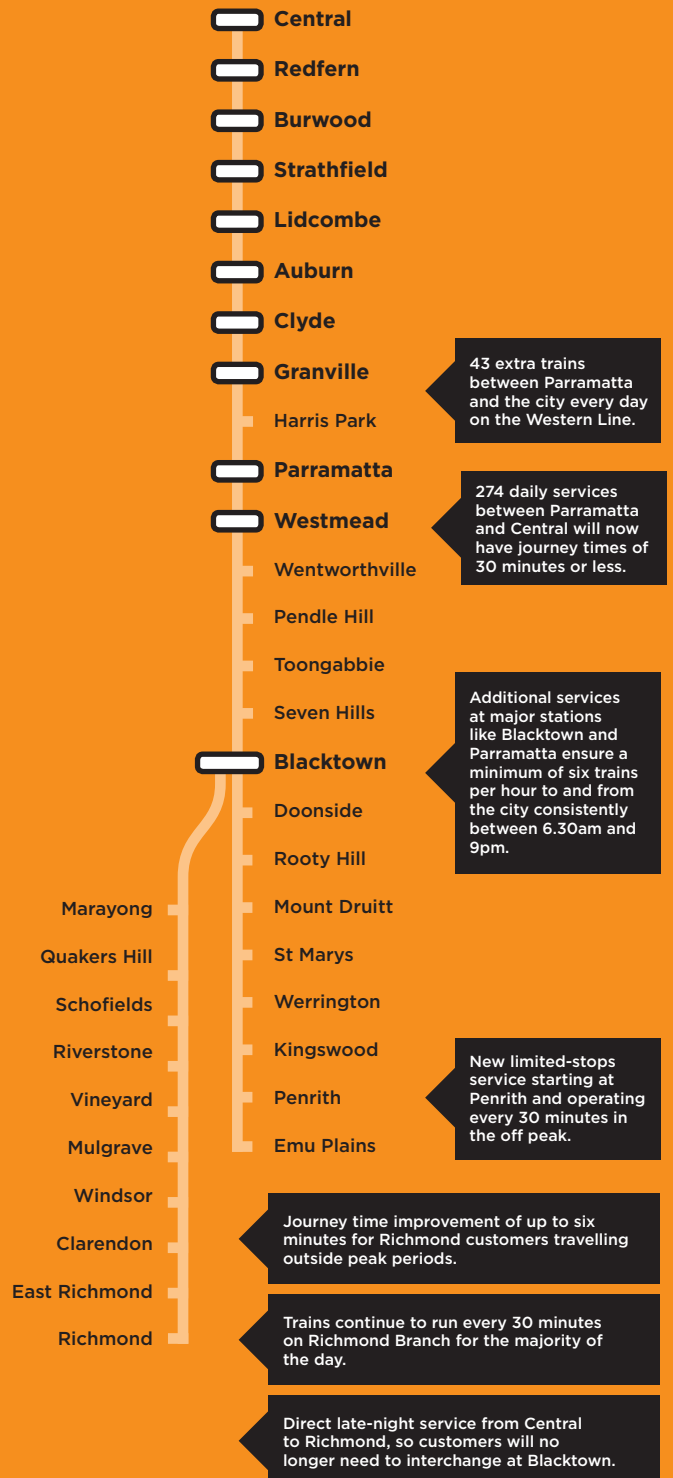 Central
Redfern
Burwood
Strathfield
Lidcombe
Auburn
Clyde
Granville
43 extra trains
between Parramatta
and the city every day
on the Western Line.
Harris Park
Parramatta
Westmead
274 daily services
between Parramatta
and Central will now
have journey times of
30 minutes or less.
Wentworthville
Pendle Hill
Toongabbie
Seven Hills
Blacktown
Additional services
at major stations
like Blacktown and
Parramatta ensure a
minimum of six trains
per hour to and from
the city consistently
between 6.30am and
9pm.
Doonside
Rooty Hill
Mount Druitt
St Marys
Werrington
Kingswood
Penrith
Emu Plains
New limited-stops
service starting at
Penrith and operating
every 30 minutes in
the off peak.
Marayong
Quakers Hill
Schofields
Riverstone
Vineyard
Mulgrave
Windsor
Clarendon
East Richmond
Richmond
Journey time improvement of up to six
minutes for Richmond customers travelling
outside peak periods.
Trains continue to run every 30 minutes
on Richmond Branch for the majority of
the day.
Direct late-night service from Central
to Richmond, so customers will no
longer need to interchange at Blacktown.